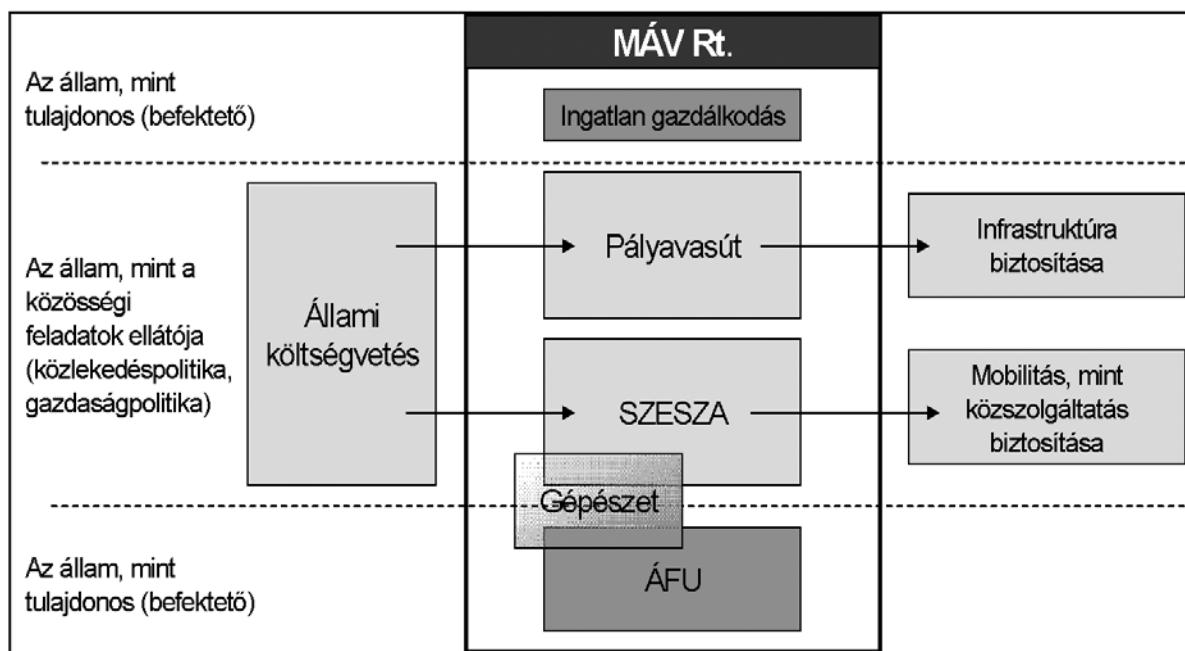 MÁV Rt.
Az állam, mint
tulajdonos (befektető)
Ingatlan gazdálkodás
Az állam, mint a
közösségi
feladatok ellátója
(közlekedéspolitika,
gazdaságpolitika)
Állami
költségvetés
Pályavasút
Infrastruktúra
biztosítása
SZESZA
Mobilitás, mint
közszolgáltatás
biztosítása
Gépészet
Az állam, mint
tulajdonos (befektető)
ÁFU